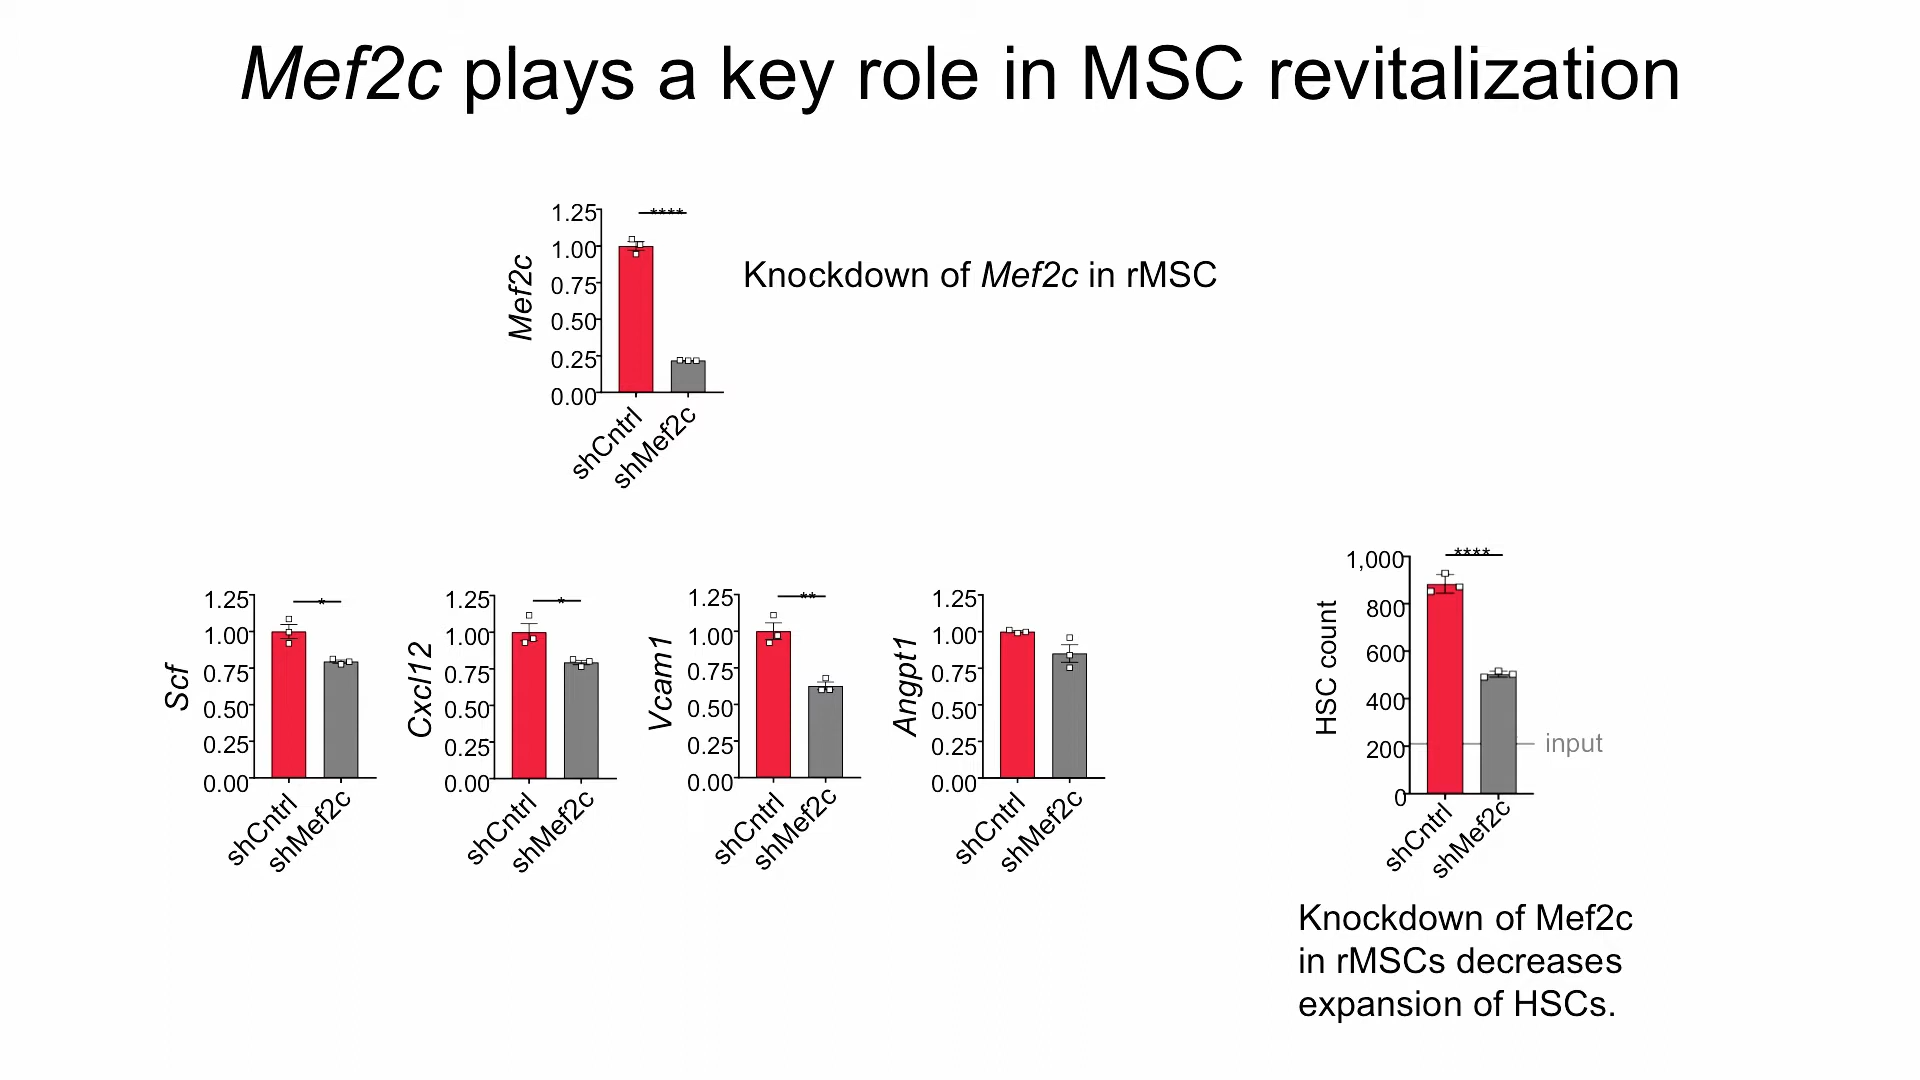 Mef2c plays a key role in MSC revitalization
Mef2c
1.25
1.00
0.75
0.50
0.25
0.00
****
shCntrl
shMef2c
Knockdown of Mef2c in rMSC
Scf
1.25
1.00
0.75
0.50
0.25
0.00
*
shCntrl
shMef2c
Cxcl12
1.25
1.00
0.75
0.50
0.25
0.00
*
shCntrl
shMef2c
Vcam1
1.25
1.00
0.75
0.50
0.25
0.00
**
shCntrl
shMef2c
Angpt1
1.25
1.00
0.75
0.50
0.25
0.00
shCntrl
shMef2c
HSC count
1,000
800
600
400
200
0
****
input
shCntrl
shMef2c
Knockdown of Mef2c
in rMSCs decreases
expansion of HSCs.